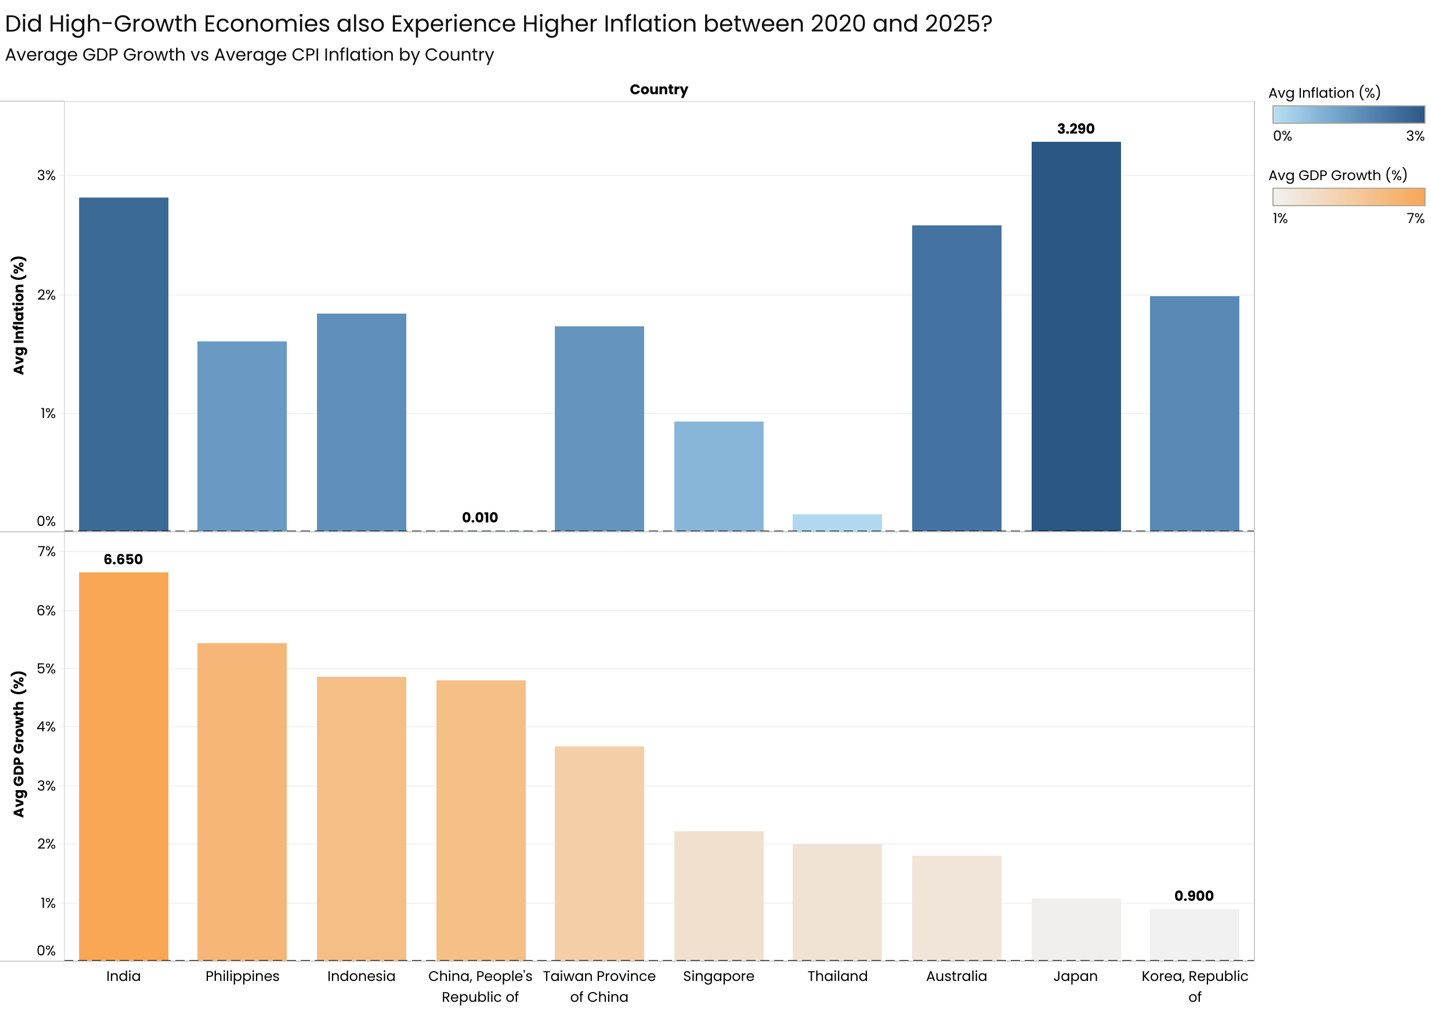 Did High-Growth Economies also Experience Higher Inflation between 2020 and 2025?
Average GDP Growth vs Average CPI Inflation by Country
Country
Avg Inflation (%)
3%
2%
1%
0%
3.290
0.010
Avg GDP Growth (%)
7%
6%
5%
4%
3%
2%
1%
0%
6.650
0.900
India
Philippines
Indonesia
China, People's
Republic of
Taiwan Province
of China
Singapore
Thailand
Australia
Japan
Korea, Republic
of
Avg Inflation (%)
0% 3%
Avg GDP Growth (%)
1% 7%